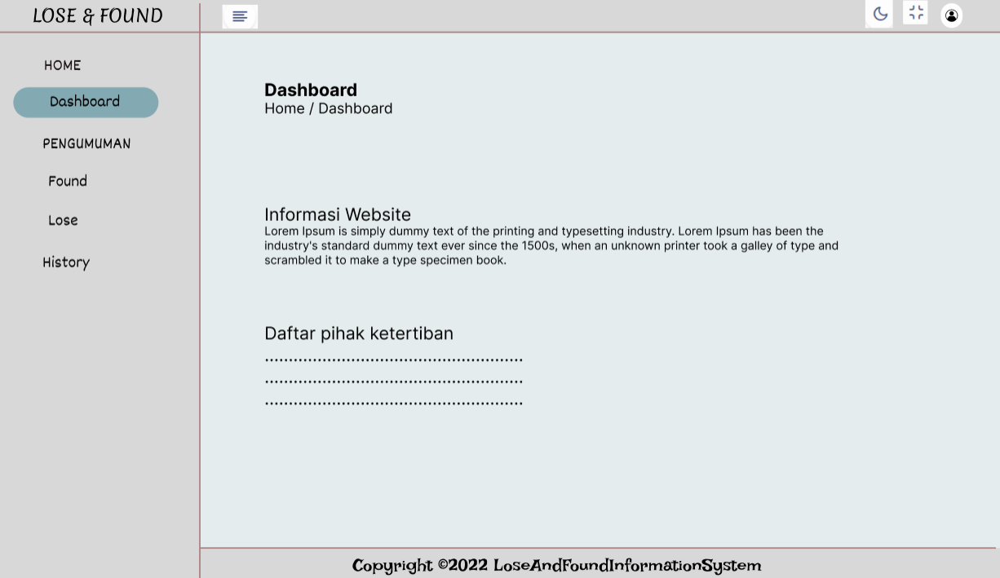 LOSE & FOUND
HOME
Dashboard
PENGUMUMAN
Found
Lose
History
Dashboard
Home / Dashboard
Informasi Website
Lorem Ipsum is simply dummy text of the printing and typesetting industry. Lorem Ipsum has been the
industry's standard dummy text ever since the 1500s, when an unknown printer took a galley of type and
scrambled it to make a type specimen book.
Daftar pihak ketertiban
......................................................
......................................................
......................................................
Copyright ©2022 LoseAndFoundInformationSystem